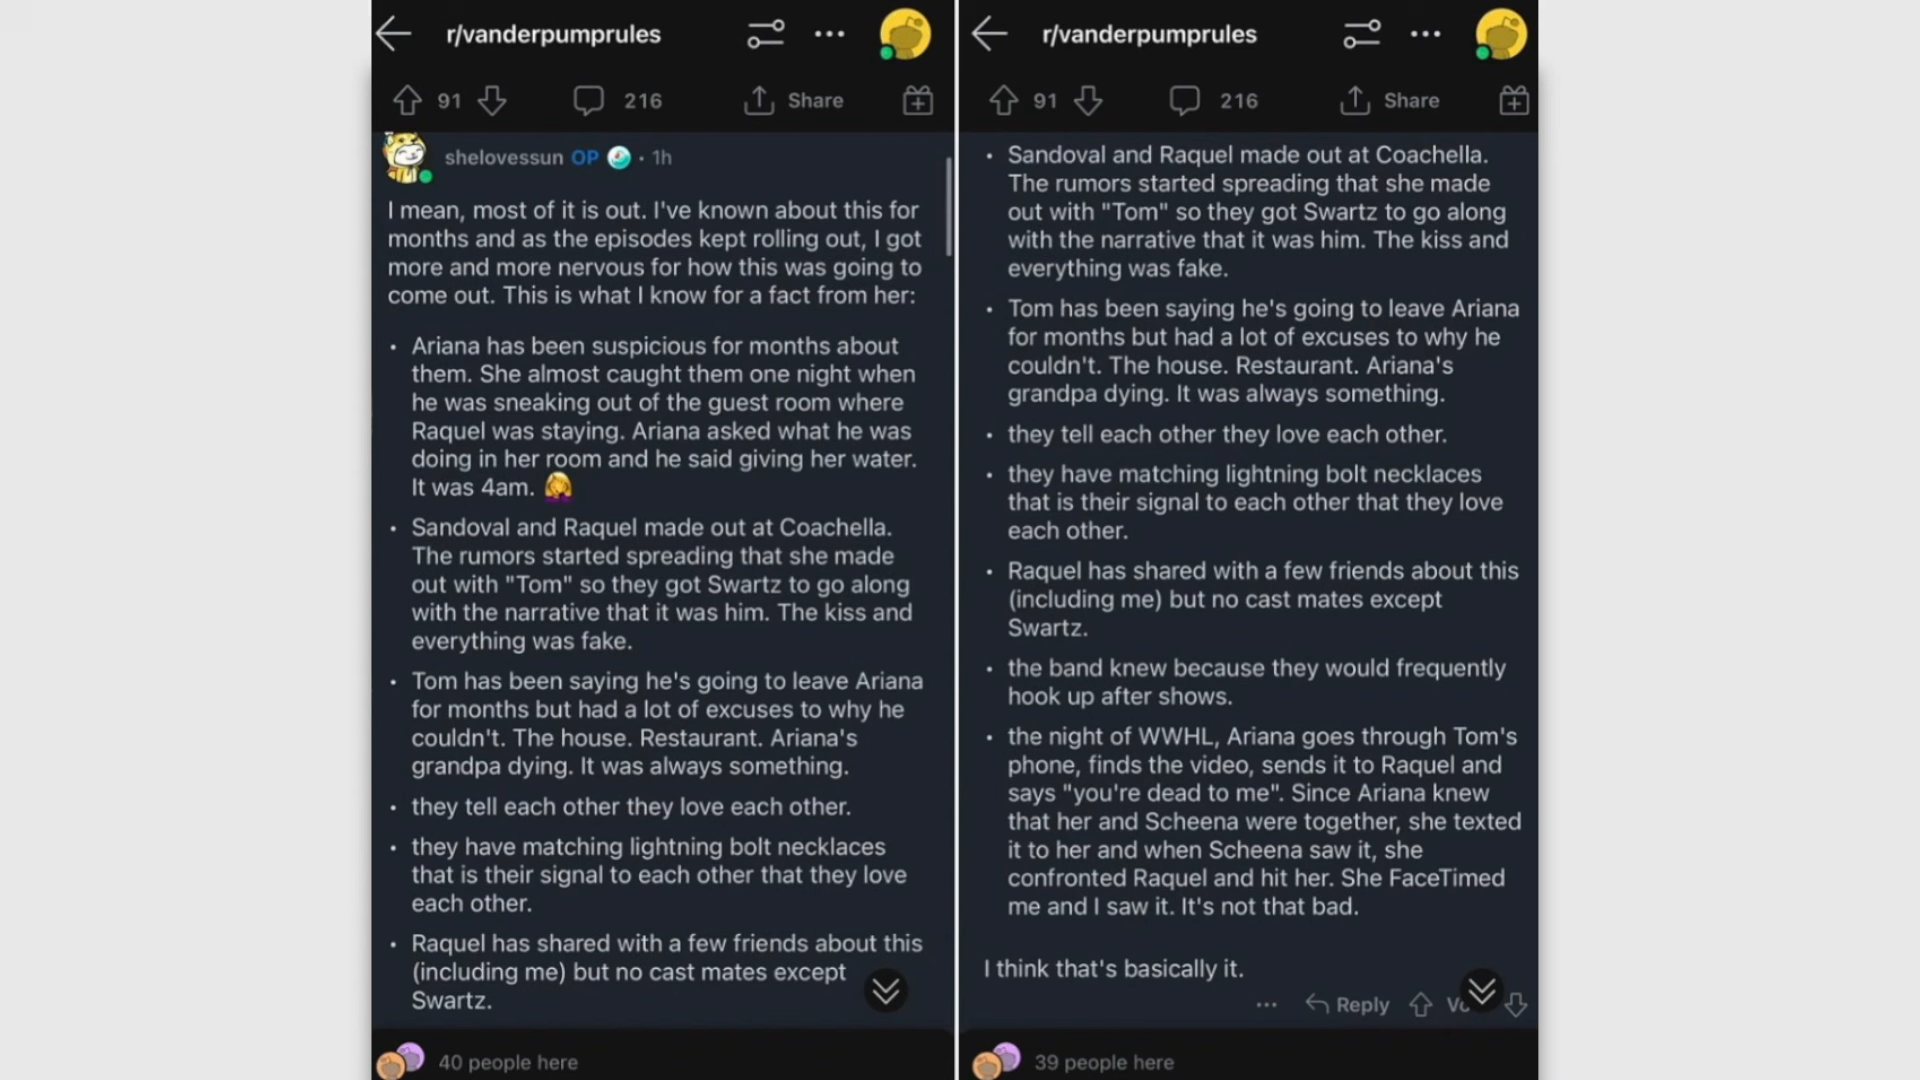 r/vanderpumprules
91
216
Share
shelovessun OP · 1h
I mean, most of it is out. I've known about this for
months and as the episodes kept rolling out, I got
more and more nervous for how this was going to
come out. This is what I know for a fact from her:
• Ariana has been suspicious for months about
them. She almost caught them one night when
he was sneaking out of the guest room where
Raquel was staying. Ariana asked what he was
doing in her room and he said giving her water.
It was 4am. 🤦‍♀️
• Sandoval and Raquel made out at Coachella.
The rumors started spreading that she made
out with "Tom" so they got Swartz to go along
with the narrative that it was him. The kiss and
everything was fake.
• Tom has been saying he's going to leave Ariana
for months but had a lot of excuses to why he
couldn't. The house. Restaurant. Ariana's
grandpa dying. It was always something.
• they tell each other they love each other.
• they have matching lightning bolt necklaces
that is their signal to each other that they love
each other.
• Raquel has shared with a few friends about this
(including me) but no cast mates except
Swartz.
40 people here
r/vanderpumprules
91
216
Share
• Sandoval and Raquel made out at Coachella.
The rumors started spreading that she made
out with "Tom" so they got Swartz to go along
with the narrative that it was him. The kiss and
everything was fake.
• Tom has been saying he's going to leave Ariana
for months but had a lot of excuses to why he
couldn't. The house. Restaurant. Ariana's
grandpa dying. It was always something.
• they tell each other they love each other.
• they have matching lightning bolt necklaces
that is their signal to each other that they love
each other.
• Raquel has shared with a few friends about this
(including me) but no cast mates except
Swartz.
• the band knew because they would frequently
hook up after shows.
• the night of WWHL, Ariana goes through Tom's
phone, finds the video, sends it to Raquel and
says "you're dead to me". Since Ariana knew
that her and Scheena were together, she texted
it to her and when Scheena saw it, she
confronted Raquel and hit her. She FaceTimed
me and I saw it. It's not that bad.
I think that's basically it.
Reply
39 people here